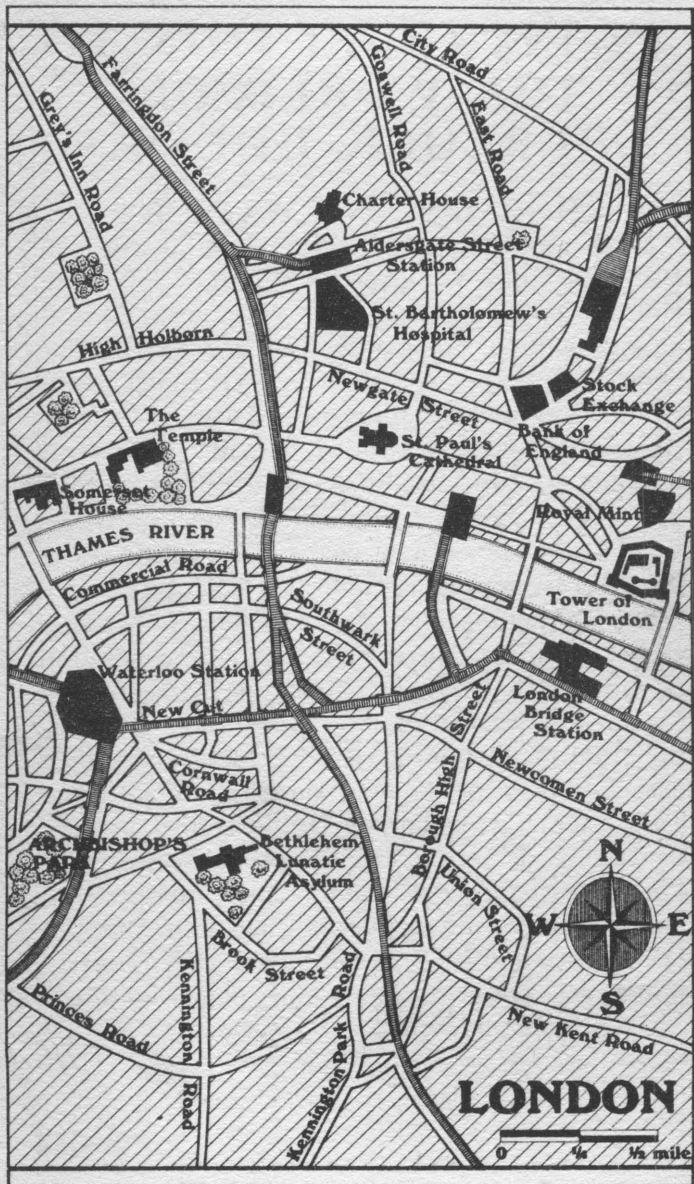 City Road
Goswell Road
Farringdon Street
Grey's Inn Road
East Road
Charter House
Aldersgate Street
Station
St. Bartholomew's
Hospital
High Holborn
Newgate Street
Stock
Exchange
The
Temple
St. Paul's
Cathedral
Bank of
England
Somerset
House
Royal Mint
THAMES RIVER
Commercial Road
Southwark
Street
Tower of
London
Waterloo Station
New Cut
London
Bridge
Station
Cornwall
Road
Borough High Street
Newcomen Street
ARCHBISHOP'S
PARK
Bethlehem
Lunatic
Asylum
Union Street
N
W E
S
Brook Street
Kennington Road
Princes Road
Kennington Park Road
New Kent Road
LONDON
0 ¼ ½ mile